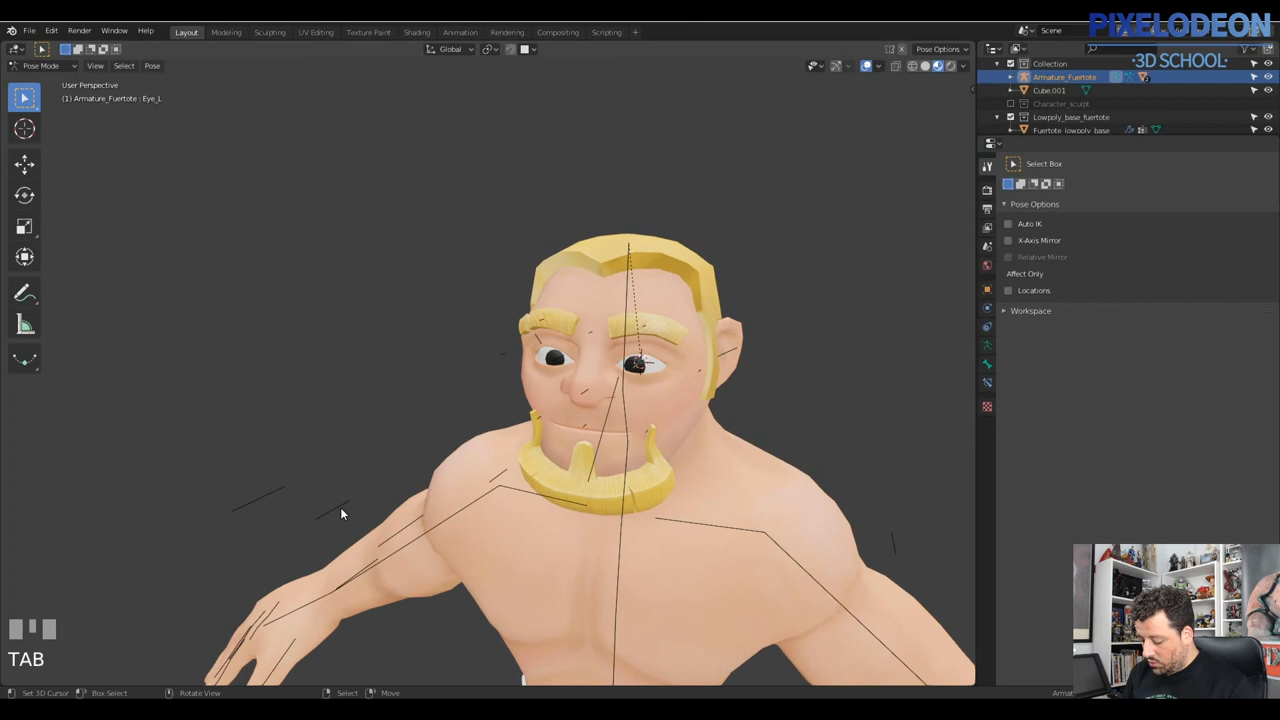 File Edit Render Window Help Layout Modeling Sculpting UV Editing Texture Paint Shading Animation Rendering Compositing Scripting + Scene
PIXELODEON
·3D SCHOOL·
Global Pose Options
Pose Mode View Select Pose
User Perspective
(1) Armature_Fuertote : Eye_L
Collection
Armature_Fuertote
Cube.001
Character_sculpt
Lowpoly_base_fuertote
Fuertote_lowpoly_base
Select Box
Pose Options
Auto IK
X-Axis Mirror
Relative Mirror
Affect Only
Locations
Workspace
TAB
Set 3D Cursor Box Select Rotate View Select Move